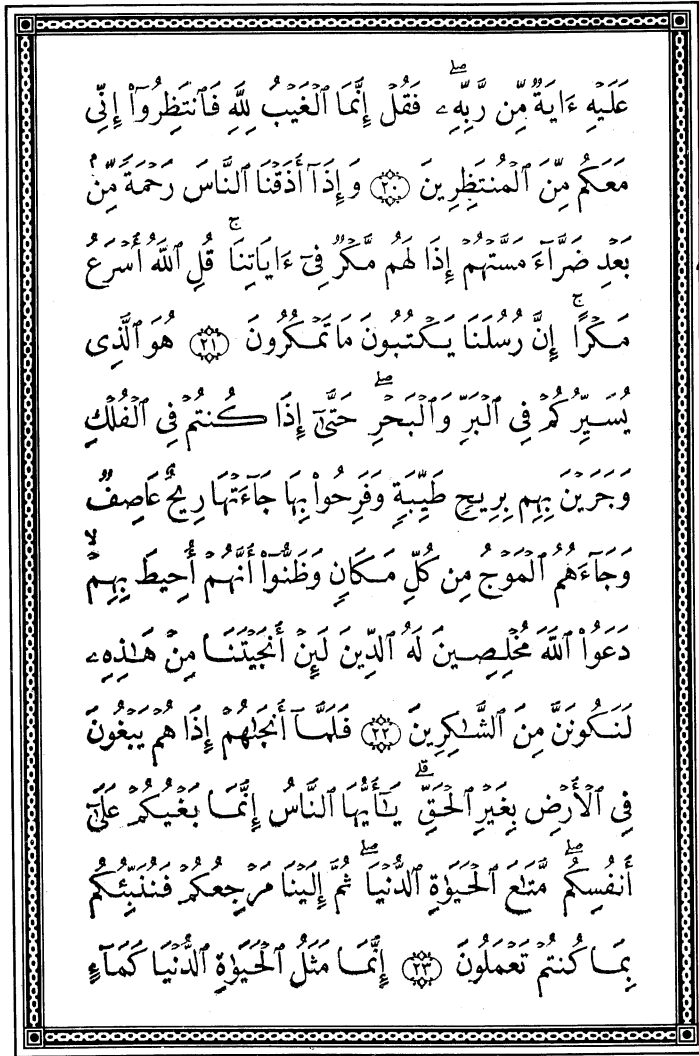 عَلَيْهِ ءَايَةٌ مِّن رَّبِّهِۦۖ فَقُلْ إِنَّمَا ٱلْغَيْبُ لِلَّهِ فَٱنتَظِرُوٓاْ إِنِّى
مَعَكُم مِّنَ ٱلْمُنتَظِرِينَ ۝٢٠ وَإِذَآ أَذَقْنَا ٱلنَّاسَ رَحْمَةً مِّنۢ
بَعْدِ ضَرَّآءَ مَسَّتْهُمْ إِذَا لَهُم مَّكْرٌ فِىٓ ءَايَاتِنَاۚ قُلِ ٱللَّهُ أَسْرَعُ
مَكْرًاۚ إِنَّ رُسُلَنَا يَكْتُبُونَ مَا تَمْكُرُونَ ۝٢١ هُوَ ٱلَّذِى
يُسَيِّرُكُمْ فِى ٱلْبَرِّ وَٱلْبَحْرِۖ حَتَّىٰٓ إِذَا كُنتُمْ فِى ٱلْفُلْكِ
وَجَرَيْنَ بِهِم بِرِيحٍ طَيِّبَةٍ وَفَرِحُواْ بِهَا جَآءَتْهَا رِيحٌ عَاصِفٌ
وَجَآءَهُمُ ٱلْمَوْجُ مِن كُلِّ مَكَانٍ وَظَنُّوٓاْ أَنَّهُمْ أُحِيطَ بِهِمْۙ
دَعَوُاْ ٱللَّهَ مُخْلِصِينَ لَهُ ٱلدِّينَ لَئِنْ أَنجَيْتَنَا مِنْ هَٰذِهِۦ
لَنَكُونَنَّ مِنَ ٱلشَّٰكِرِينَ ۝٢٢ فَلَمَّآ أَنجَىٰهُمْ إِذَا هُمْ يَبْغُونَ
فِى ٱلْأَرْضِ بِغَيْرِ ٱلْحَقِّۗ يَٰٓأَيُّهَا ٱلنَّاسُ إِنَّمَا بَغْيُكُمْ عَلَىٰٓ
أَنفُسِكُمۖ مَّتَٰعَ ٱلْحَيَوٰةِ ٱلدُّنْيَاۖ ثُمَّ إِلَيْنَا مَرْجِعُكُمْ فَنُنَبِّئُكُم
بِمَا كُنتُمْ تَعْمَلُونَ ۝٢٣ إِنَّمَا مَثَلُ ٱلْحَيَوٰةِ ٱلدُّنْيَا كَمَآءٍ